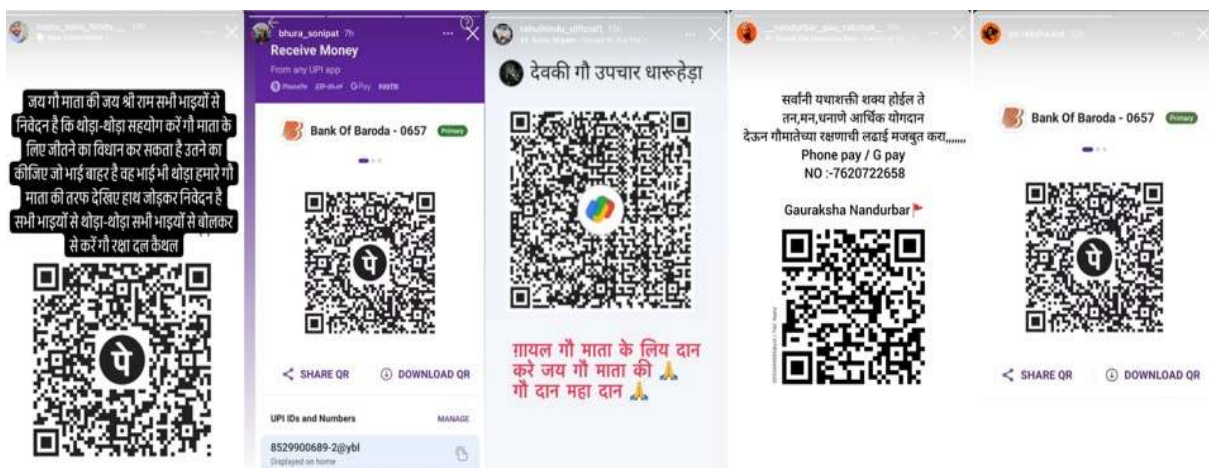 जय गौ माता की जय श्री राम सभी भाइयों से
निवेदन है कि थोड़ा-थोड़ा सहयोग करें गौ माता के
लिए जीतने का विधान कर सकता है उतने का
कीजिए जो भाई बाहर है वह भाई भी थोड़ा हमारे गौ
माता की तरफ देखिए हाथ जोड़कर निवेदन है
सभी भाइयों से थोड़ा-थोड़ा सभी भाइयों से बोलकर
से करें गौ रक्षा दल कैथल
पे
bhura_sonipat 7h
Receive Money
From any UPI app
PhonePe G Pay
Bank Of Baroda - 0657 Primary
पे
SHARE QR DOWNLOAD QR
UPI IDs and Numbers MANAGE
8529900689-2@ybl
Displayed on home
देवकी गौ उपचार धारूहेड़ा
ग़ायल गौ माता के लिय दान
करे जय गौ माता की 🙏
गौ दान महा दान 🙏
सर्वांनी यथाशक्ती शक्य होईल ते
तन,मन,धनाणे आर्थिक योगदान
देऊन गौमातेच्या रक्षणाची लढाई मजबुत करा,,,,,,,
Phone pay / G pay
NO :-7620722658
Gauraksha Nandurbar🚩
Bank Of Baroda - 0657 Primary
पे
SHARE QR DOWNLOAD QR